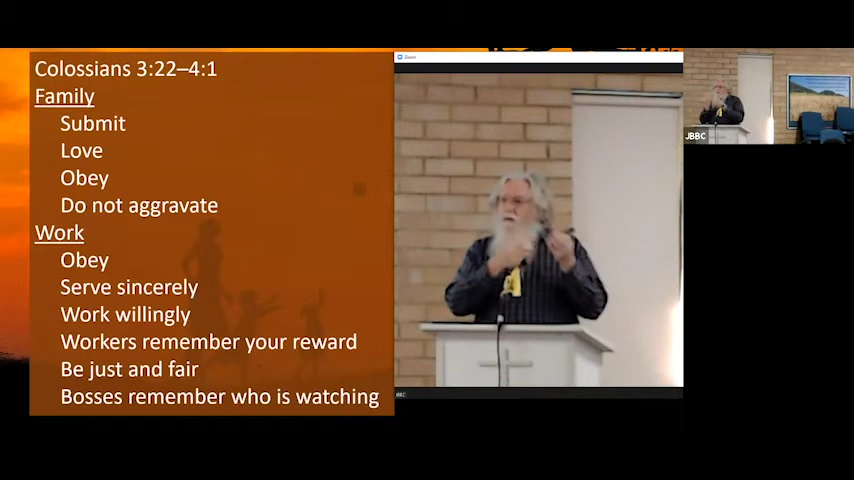 Colossians 3:22–4:1
Family
Submit
Love
Obey
Do not aggravate
Work
Obey
Serve sincerely
Work willingly
Workers remember your reward
Be just and fair
Bosses remember who is watching
Zoom
JBBC